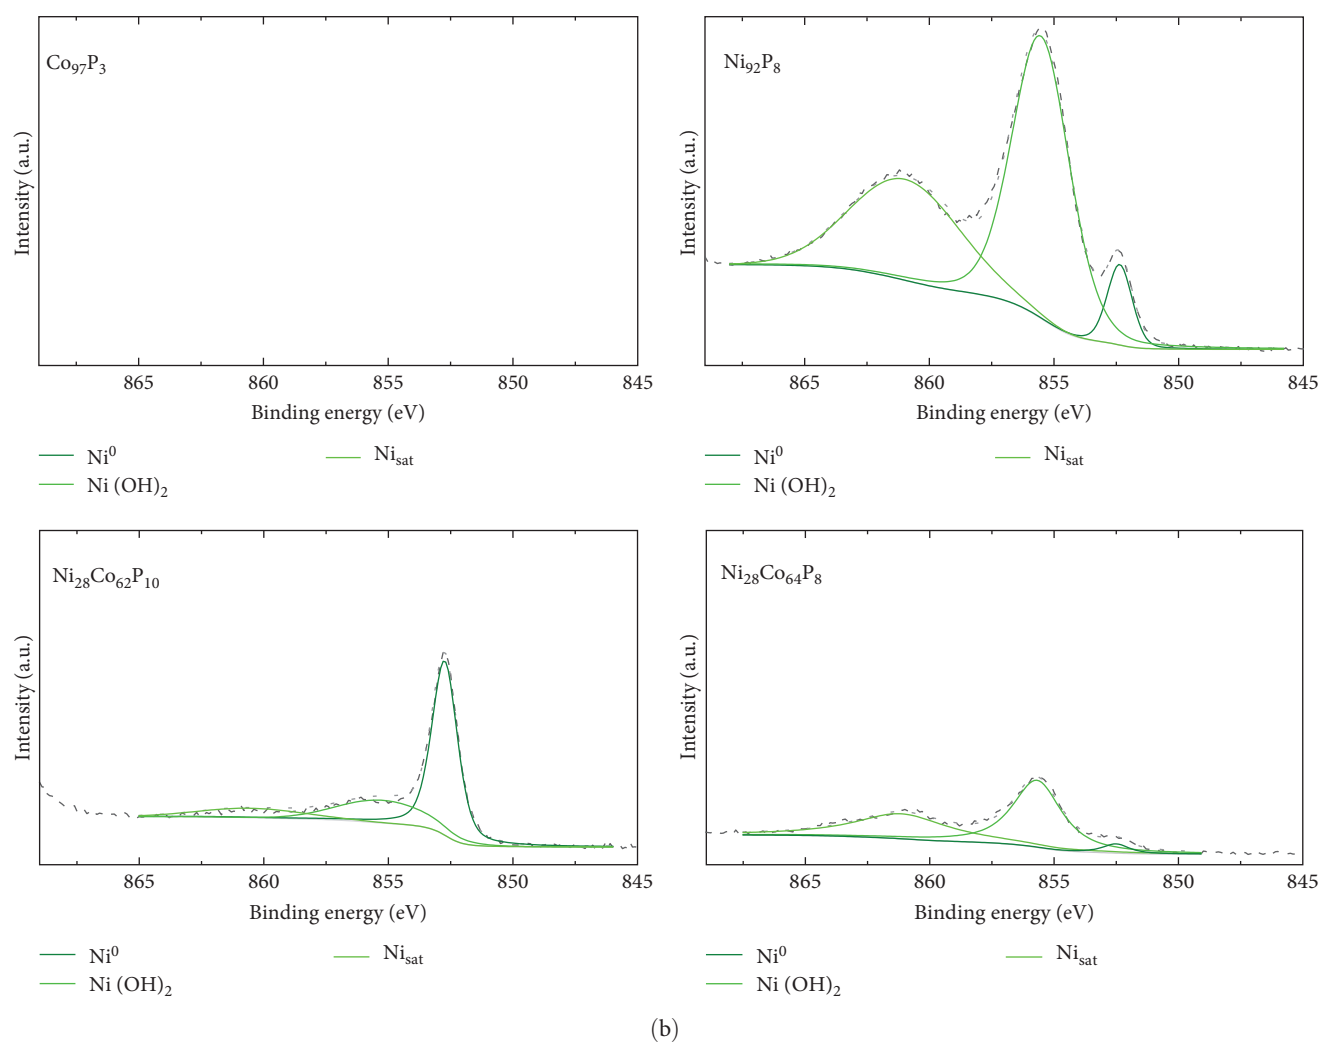 Co97P3
Intensity (a.u.)
865 860 855 850 845
Binding energy (eV)
Ni0 Nisat
Ni (OH)2
Ni92P8
Intensity (a.u.)
865 860 855 850 845
Binding energy (eV)
Ni0 Nisat
Ni (OH)2
Ni28Co62P10
Intensity (a.u.)
865 860 855 850 845
Binding energy (eV)
Ni0 Nisat
Ni (OH)2
Ni28Co64P8
Intensity (a.u.)
865 860 855 850 845
Binding energy (eV)
Ni0 Nisat
Ni (OH)2
(b)